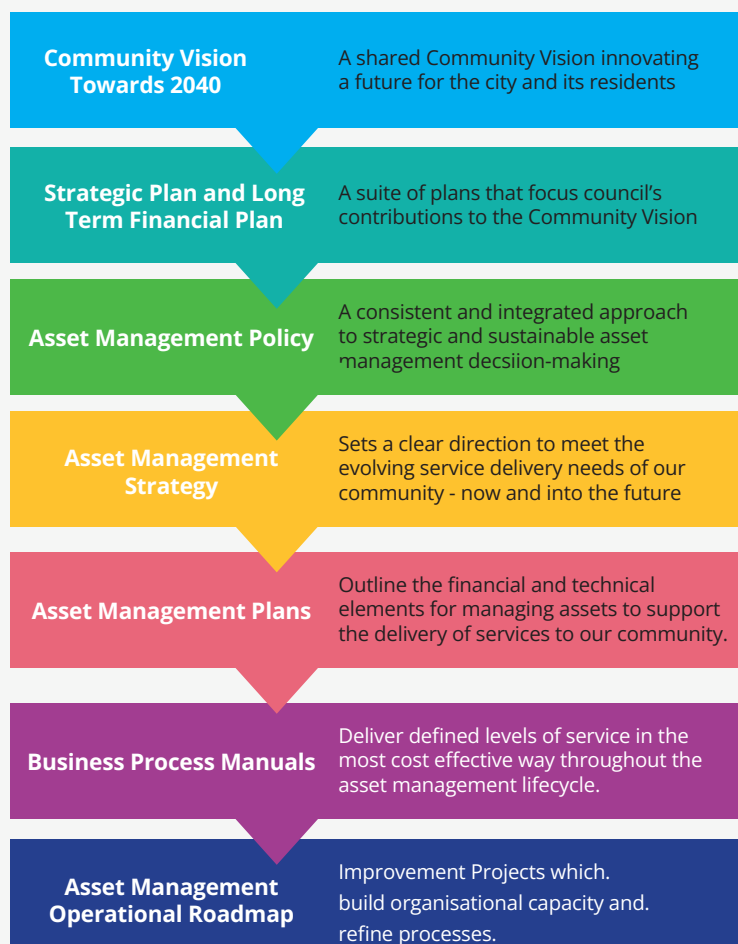 Community Vision
Towards 2040
A shared Community Vision innovating
a future for the city and its residents
Strategic Plan and Long
Term Financial Plan
A suite of plans that focus council’s
contributions to the Community Vision
Asset Management Policy
A consistent and integrated approach
to strategic and sustainable asset
management decsiion-making
Asset Management
Strategy
Sets a clear direction to meet the
evolving service delivery needs of our
community - now and into the future
Asset Management Plans
Outline the financial and technical
elements for managing assets to support
the delivery of services to our community.
Business Process Manuals
Deliver defined levels of service in the
most cost effective way throughout the
asset management lifecycle.
Asset Management
Operational Roadmap
Improvement Projects which.
build organisational capacity and.
refine processes.